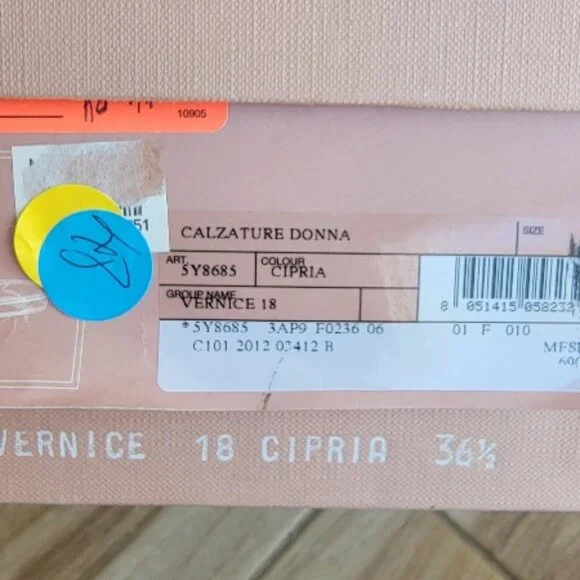 10905
51
CALZATURE DONNA
SIZE
ART. 5Y8685
COLOUR CIPRIA
GROUP NAME
VERNICE 18
8 051415 058232
*5Y8685 3AP9 F0236 06 01 F 010
C101 2012 02412 B
VERNICE 18 CIPRIA 36½